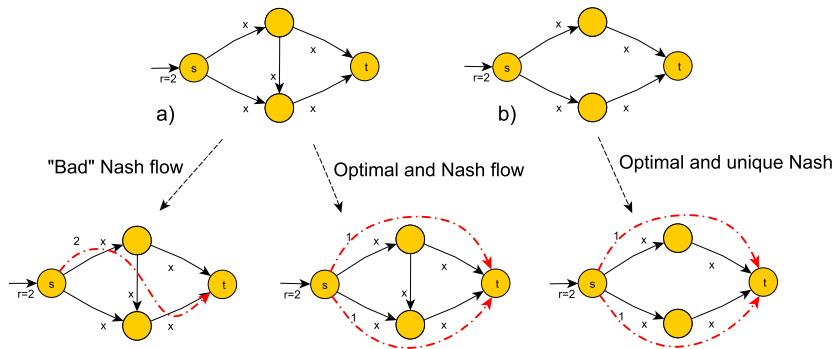 x x
s x t
r=2 x x
a)
x x
s t
r=2 x x
b)
"Bad" Nash flow
Optimal and Nash flow
Optimal and unique Nash
2 x x
s t
r=2 x x
1 x x
s x t
r=2 1 x x
1 x x
s t
r=2 1 x x